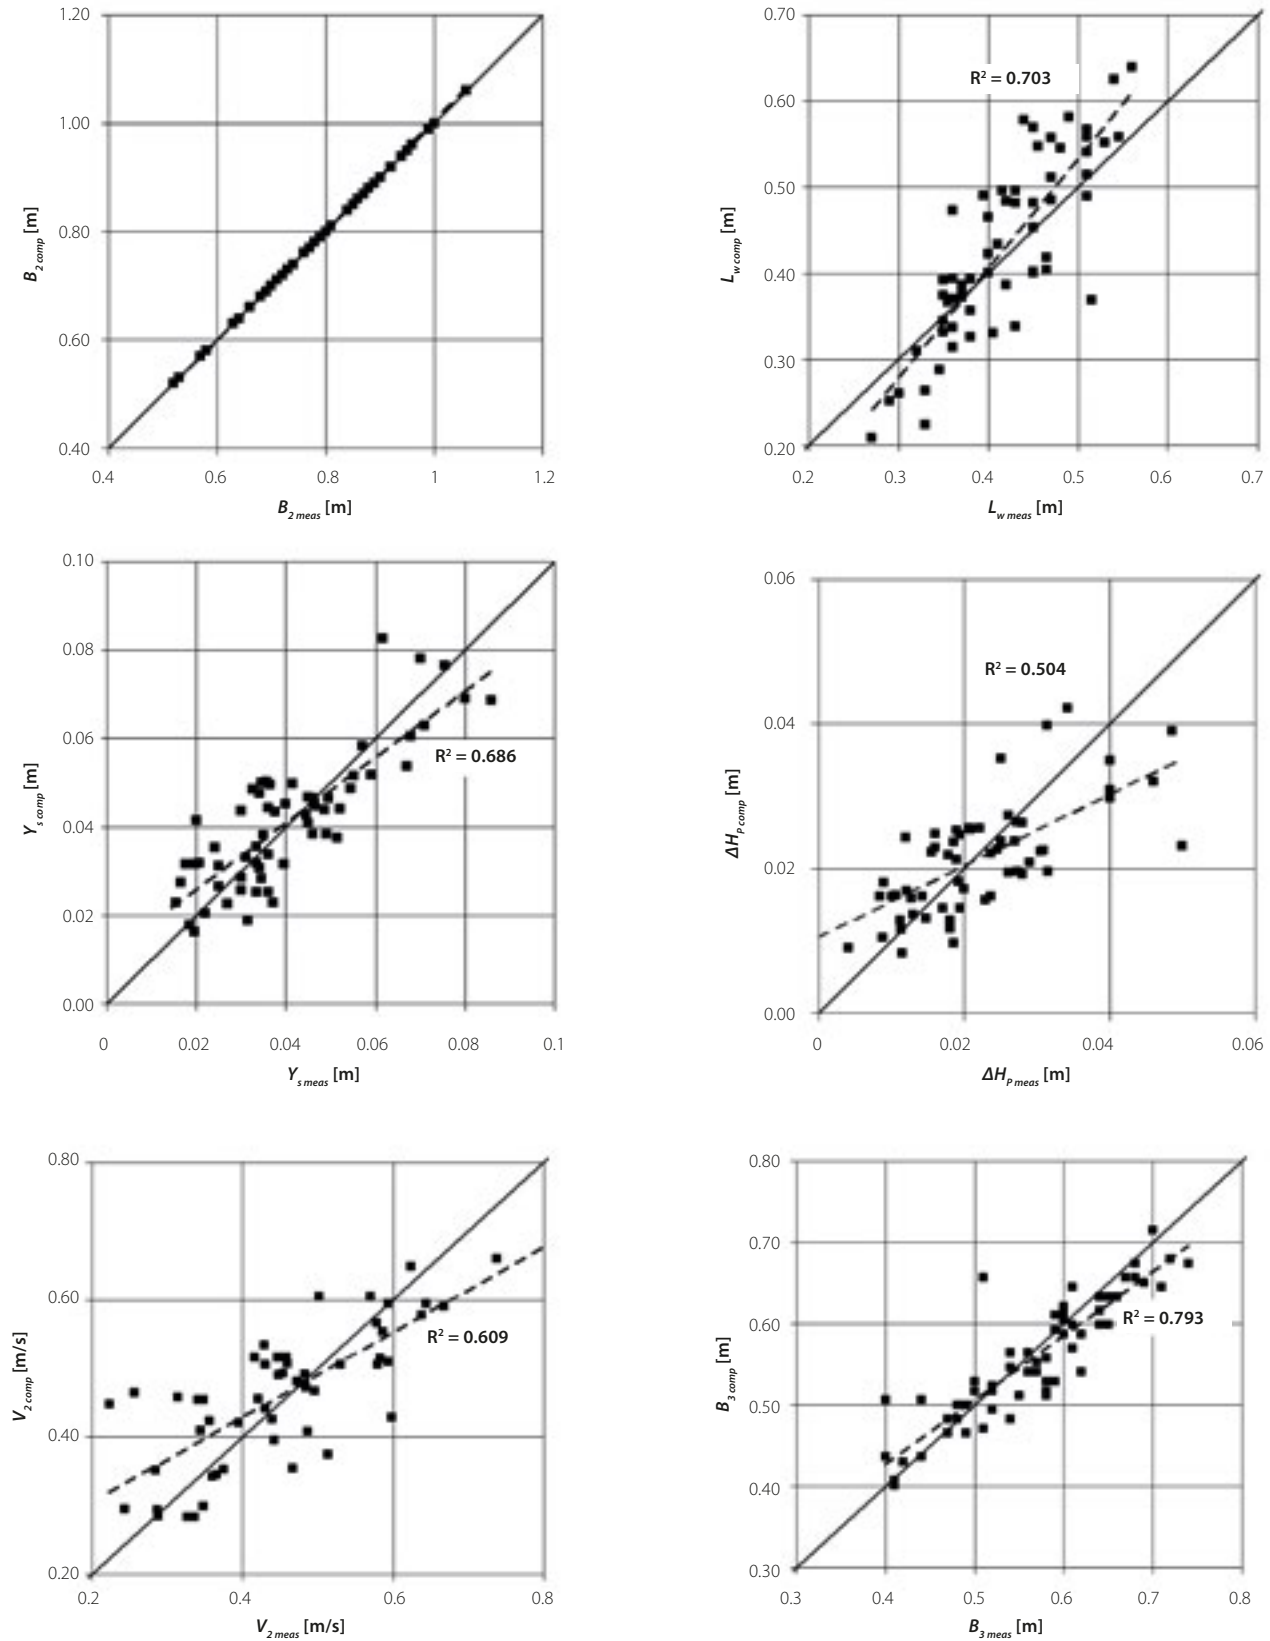 1.20
1.00
0.80
0.60
0.40
B2 comp [m]
0.4 0.6 0.8 1 1.2
B2 meas [m]
0.70
0.60
0.50
0.40
0.30
0.20
R² = 0.703
Lw comp [m]
0.2 0.3 0.4 0.5 0.6 0.7
Lw meas [m]
0.10
0.08
0.06
0.04
0.02
0.00
R² = 0.686
Ys comp [m]
0 0.02 0.04 0.06 0.08 0.1
Ys meas [m]
0.06
0.04
0.02
0.00
R² = 0.504
ΔHP comp [m]
0 0.02 0.04 0.06
ΔHP meas [m]
0.80
0.60
0.40
0.20
R² = 0.609
V2 comp [m/s]
0.2 0.4 0.6 0.8
V2 meas [m/s]
0.80
0.70
0.60
0.50
0.40
0.30
R² = 0.793
B3 comp [m]
0.3 0.4 0.5 0.6 0.7 0.8
B3 meas [m]